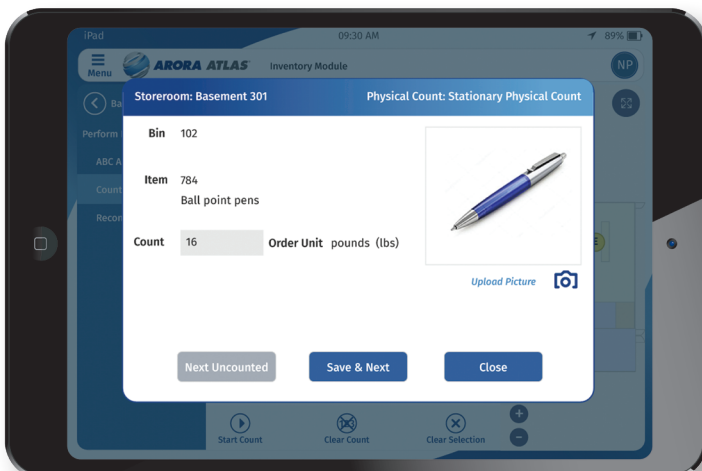 iPad 09:30 AM 89%
Menu ARORA ATLAS Inventory Module NP
Storeroom: Basement 301 Physical Count: Stationary Physical Count
Ba
Perform
Bin 102
ABC A
Item 784
Ball point pens
Count
Recon
Count 16 Order Unit pounds (lbs)
E
Upload Picture
Next Uncounted Save & Next Close
Start Count Clear Count Clear Selection